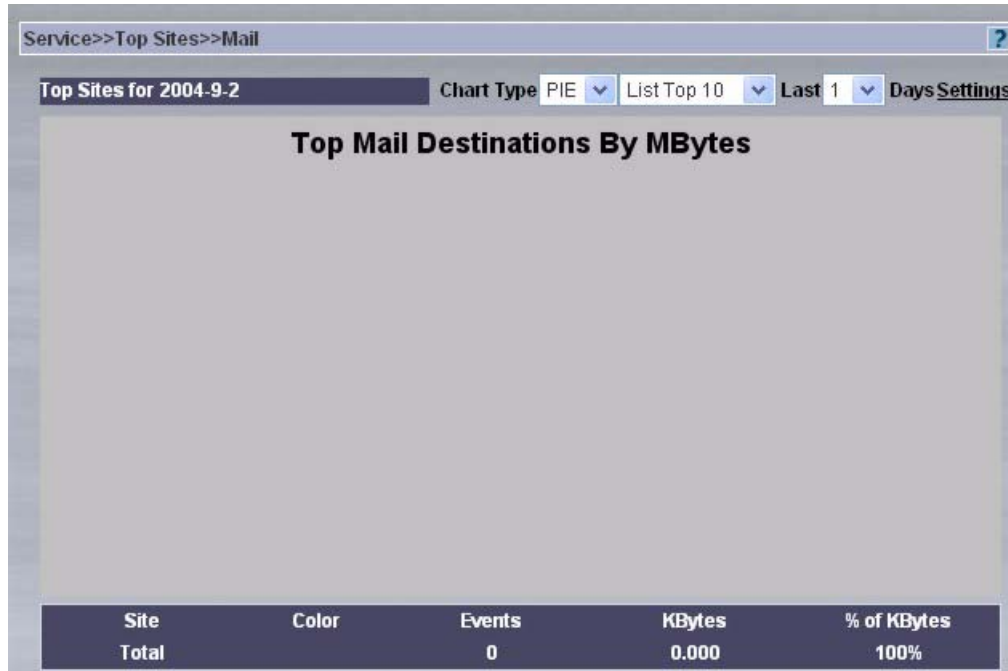 Service>>Top Sites>>Mail ?
Top Sites for 2004-9-2 Chart Type PIE List Top 10 Last 1 Days Settings
Top Mail Destinations By MBytes
Site Color Events KBytes % of KBytes
Total 0 0.000 100%